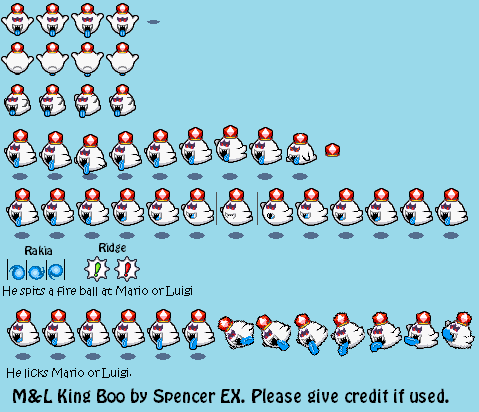 Rakia
Ridge
He spits a fire ball at Mario or Luigi
He licks Mario or Luigi.
M&L King Boo by Spencer EX. Please give credit if used.